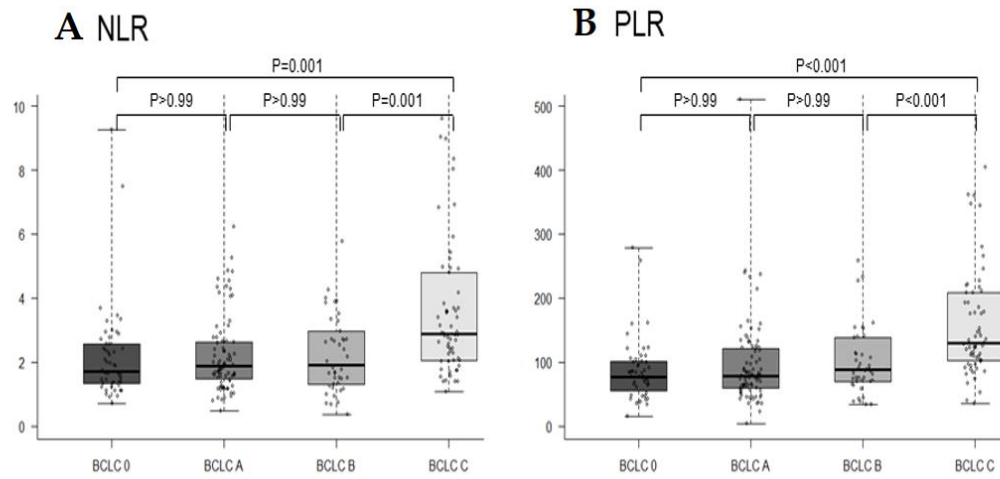 A NLR
P=0.001
P>0.99 P>0.99 P=0.001
10
8
6
4
2
0
BCLC 0 BCLC A BCLC B BCLC C
B PLR
P<0.001
P>0.99 P>0.99 P<0.001
500
400
300
200
100
0
BCLC 0 BCLC A BCLC B BCLC C